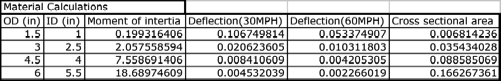 Material Calculations
OD (in) ID (in) Moment of intertia Deflection(30MPH) Deflection(60MPH) Cross sectional area
1.5 1 0.199316406 0.106749814 0.053374907 0.006814236
3 2.5 2.057558594 0.020623605 0.010311803 0.035434028
4.5 4 7.558691406 0.008410609 0.004205305 0.088585068
6 5.5 18.68974609 0.004532039 0.002266019 0.166267361